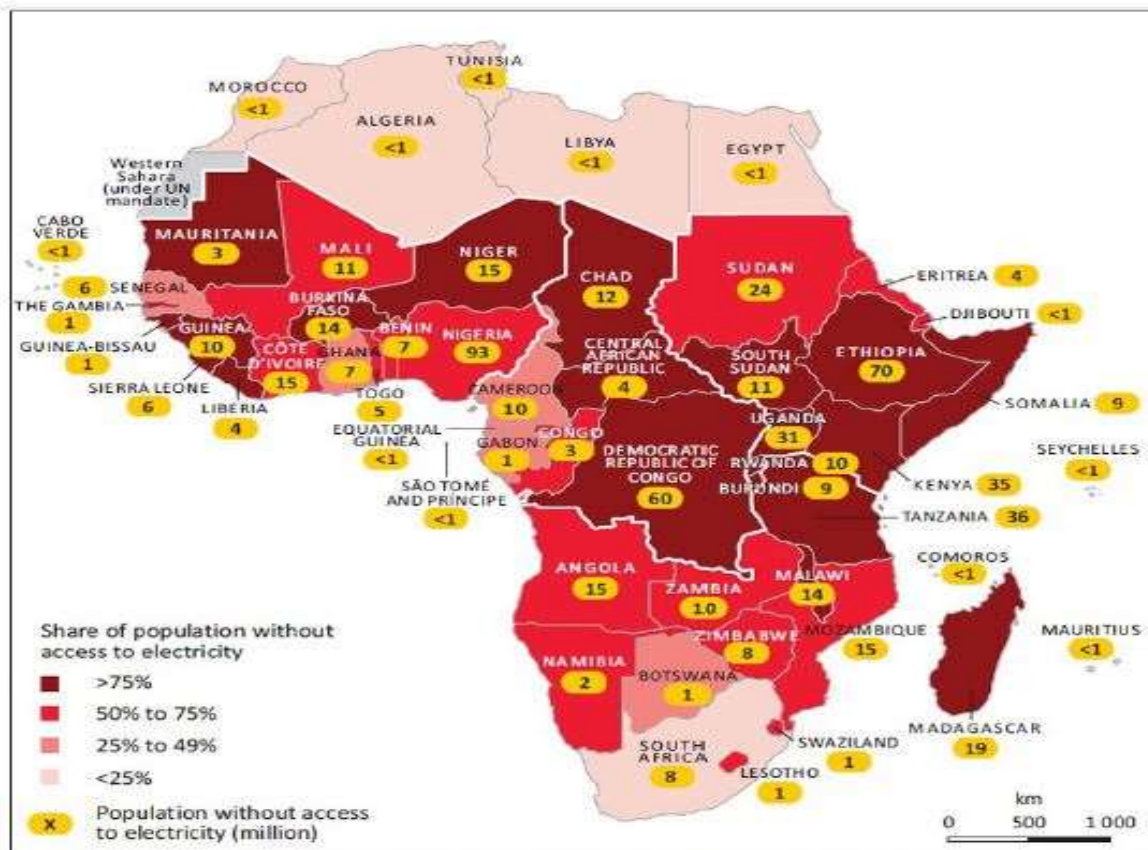 TUNISIA
<1
MOROCCO
<1
ALGERIA
<1
LIBYA
<1
EGYPT
<1
Western
Sahara
(under UN
mandate)
CABO
VERDE
<1
MAURITANIA
3
MALI
11
NIGER
15
CHAD
12
SUDAN
24
ERITREA 4
DJIBOUTI <1
6 SENEGAL
THE GAMBIA
1
GUINEA-BISSAU
1
GUINEA
10
SIERRA LEONE
6
LIBERIA
4
CÔTE
D'IVOIRE
15
BURKINA
FASO
14
GHANA
7
TOGO
5
BENIN
7
NIGERIA
93
CAMEROON
10
CENTRAL
AFRICAN
REPUBLIC
4
SOUTH
SUDAN
11
ETHIOPIA
70
SOMALIA 9
EQUATORIAL
GUINEA
<1
GABON
1
CONGO
3
SÃO TOMÉ
AND PRÍNCIPE
<1
DEMOCRATIC
REPUBLIC OF
CONGO
60
UGANDA
31
RWANDA 10
BURUNDI 9
KENYA 35
TANZANIA 36
SEYCHELLES
<1
COMOROS
<1
ANGOLA
15
ZAMBIA
10
MALAWI
14
MOZAMBIQUE
15
ZIMBABWE
8
NAMIBIA
2
BOTSWANA
1
MAURITIUS
<1
MADAGASCAR
19
SOUTH
AFRICA
8
SWAZILAND
1
LESOTHO
1
Share of population without
access to electricity
>75%
50% to 75%
25% to 49%
<25%
X Population without access
to electricity (million)
km
0 500 1 000